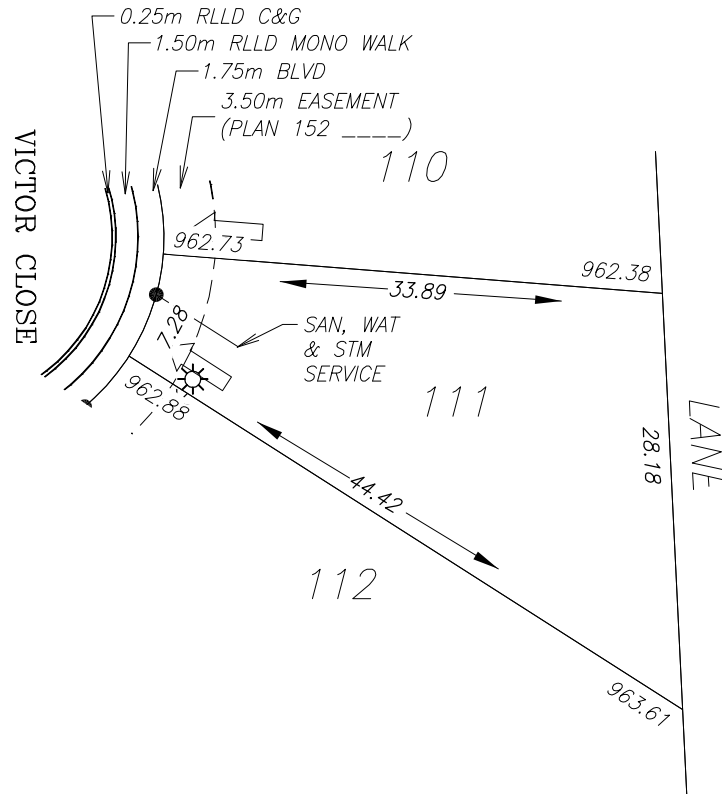 0.25m RLLD C&G
1.50m RLLD MONO WALK
1.75m BLVD
3.50m EASEMENT
(PLAN 152 ____)
VICTOR CLOSE
110
962.73
962.38
33.89
7.28
SAN, WAT
& STM
SERVICE
962.88
111
LANE
28.18
44.42
112
963.61